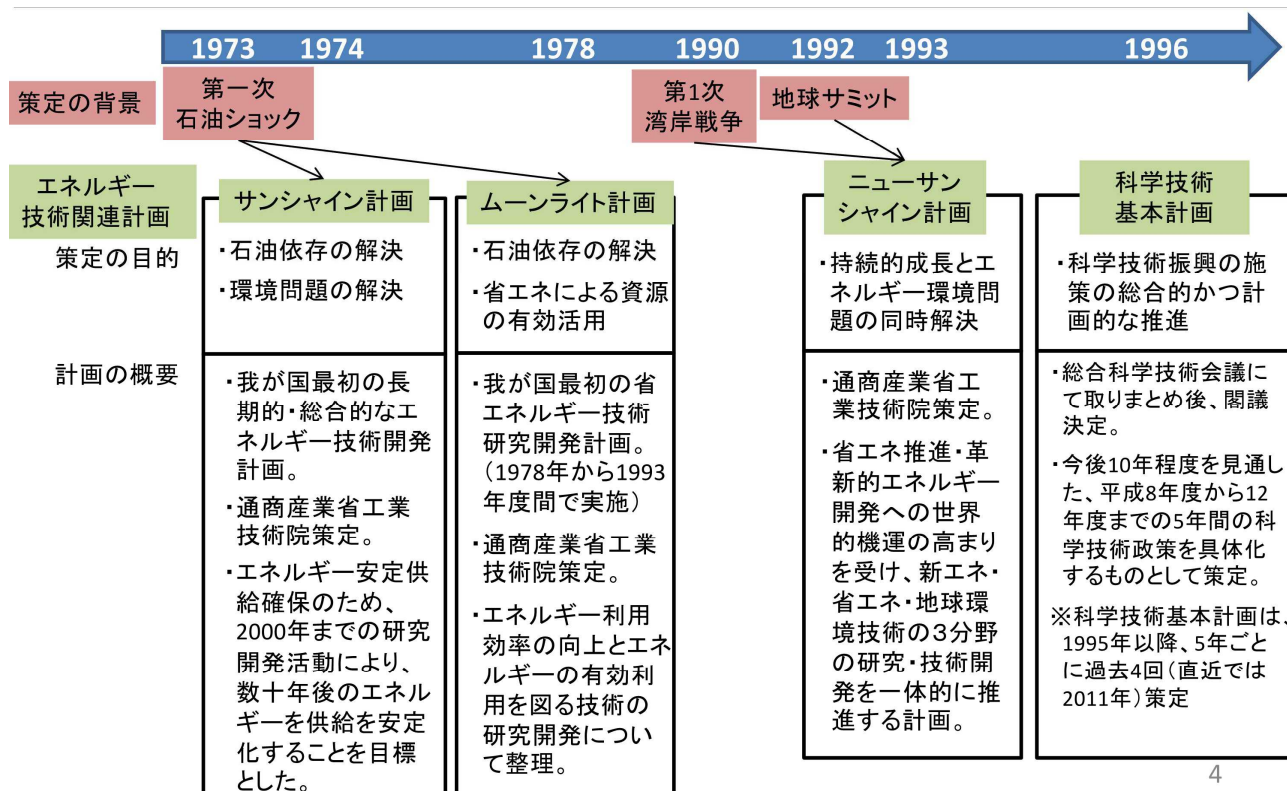 1973
1974
1978
1990
1992
1993
1996
策定の背景
第一次
石油ショック
第1次
湾岸戦争
地球サミット
エネルギー
技術関連計画
サンシャイン計画
ムーンライト計画
ニューサン
シャイン計画
科学技術
基本計画
策定の目的
・石油依存の解決
・環境問題の解決
・石油依存の解決
・省エネによる資源
の有効活用
・持続的成長とエ
ネルギー環境問
題の同時解決
・科学技術振興の施
策の総合的かつ計
画的な推進
計画の概要
・我が国最初の長
期的・総合的なエ
ネルギー技術開発
計画。
・通商産業省工業
技術院策定。
・エネルギー安定供
給確保のため、
2000年までの研究
開発活動により、
数十年後のエネル
ギーを供給を安定
化することを目標
とした。
・我が国最初の省
エネルギー技術
研究開発計画。
（1978年から1993
年度間で実施）
・通商産業省工業
技術院策定。
・エネルギー利用
効率の向上とエネ
ルギーの有効利
用を図る技術の
研究開発につい
て整理。
・通商産業省工
業技術院策定。
・省エネ推進・革
新的エネルギー
開発への世界
的機運の高まり
を受け、新エネ・
省エネ・地球環
境技術の３分野
の研究・技術開
発を一体的に推
進する計画。
・総合科学技術会議に
て取りまとめ後、閣議
決定。
・今後10年程度を見通し
た、平成8年度から12
年度までの5年間の科
学技術政策を具体化
するものとして策定。
※科学技術基本計画は、
1995年以降、5年ごと
に過去4回（直近では
2011年）策定
4